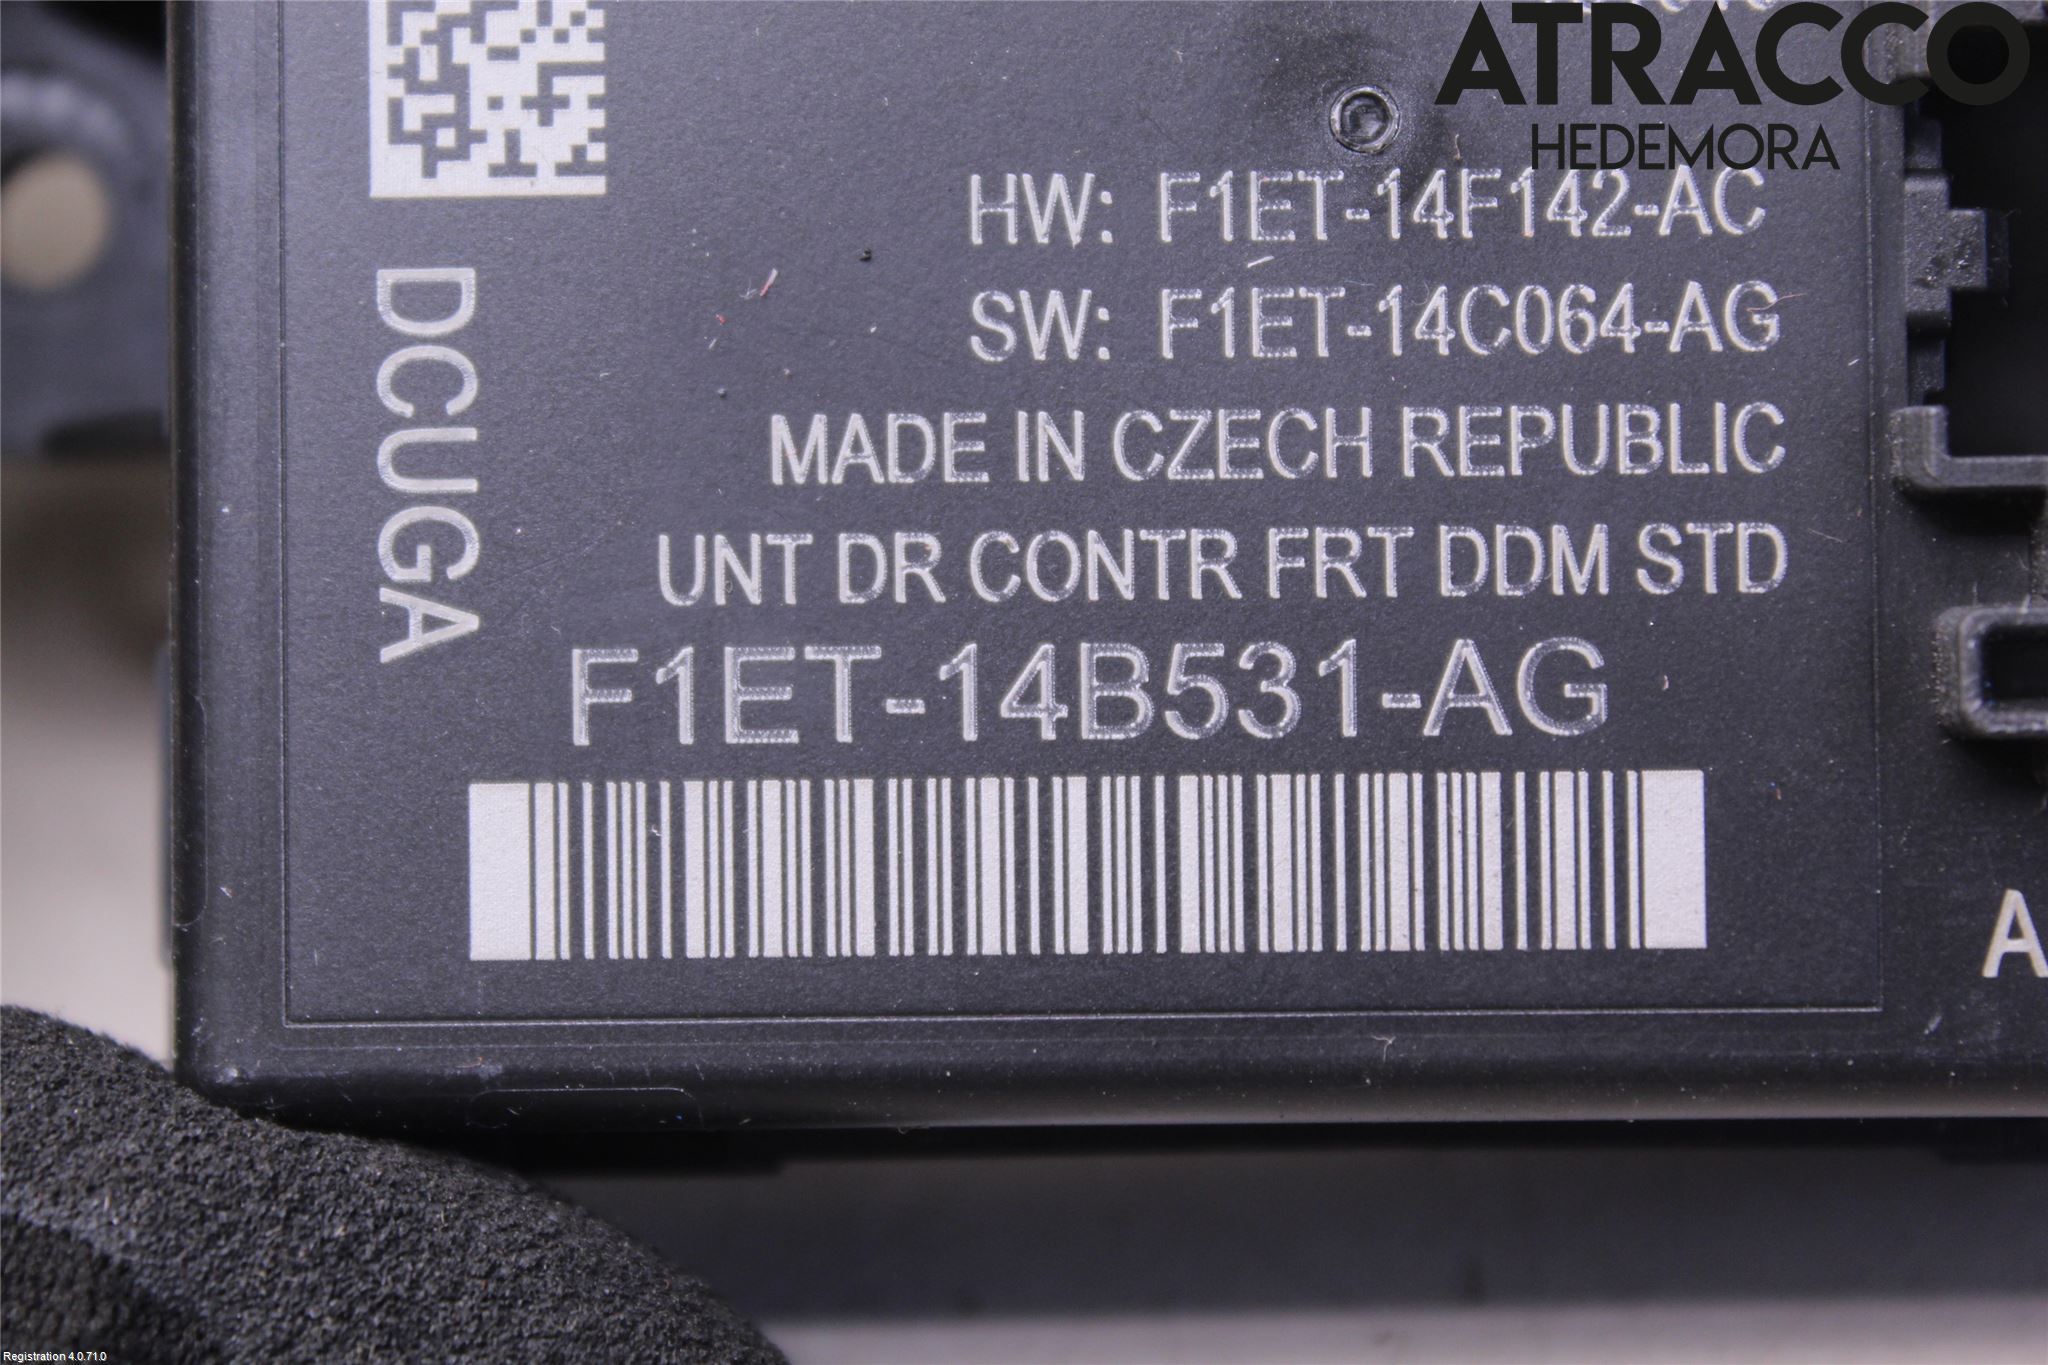 ATRACCO
HEDEMORA
HW: F1ET-14F142-AC
SW: F1ET-14C064-AG
MADE IN CZECH REPUBLIC
UNT DR CONTR FRT DDM STD
F1ET-14B531-AG
DCUGA
A
Registration 4.0.71.0